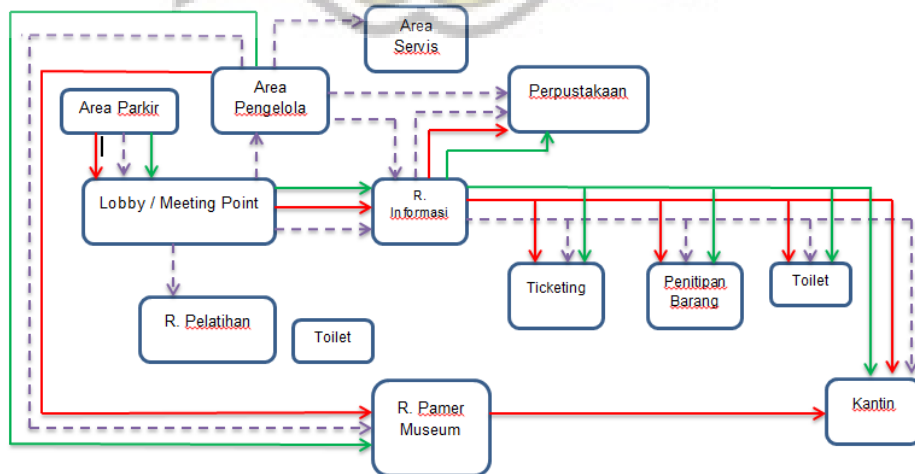 Area
Servis
Area
Pengelola
Perpustakaan
Area Parkir
Lobby / Meeting Point
R.
Informasi
Ticketing
Penitipan
Barang
Toilet
R. Pelatihan
Toilet
R. Pamer
Museum
Kantin